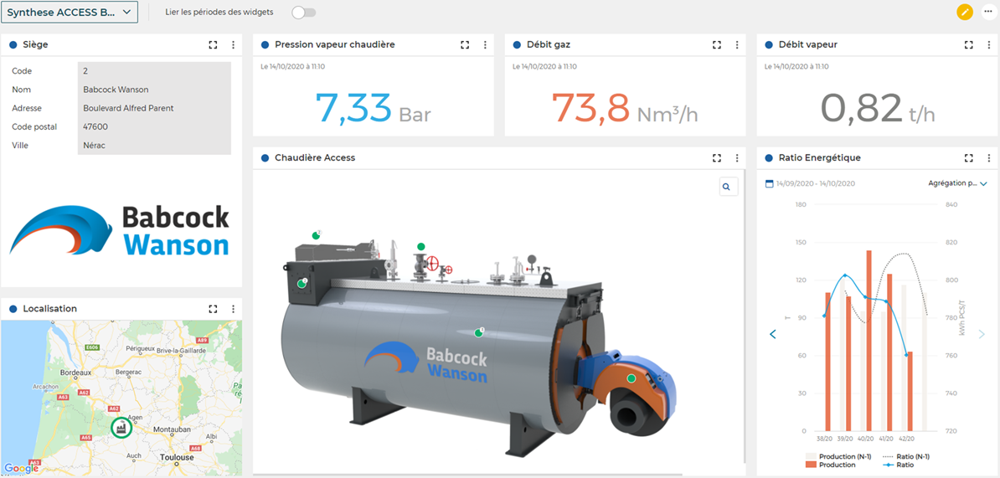 Synthese ACCESS B...
Lier les périodes des widgets
Siège
Code 2
Nom Babcock Wanson
Adresse Boulevard Alfred Parent
Code postal 47600
Ville Nérac
Babcock
Wanson
Localisation
E606
A89
Périgueux
Brive-la-Gaillarde
Bordeaux
Bergerac
Arcachon
A62
A63
A62
Agen
A65
Montauban
Albi
A68
Auch
Toulouse
A63
Google
Pression vapeur chaudière
Le 14/10/2020 à 11:10
7,33 Bar
Débit gaz
Le 14/10/2020 à 11:10
73,8 Nm³/h
Débit vapeur
Le 14/10/2020 à 11:10
0,82 t/h
Chaudière Access
Babcock
Wanson
Ratio Energétique
14/09/2020 - 14/10/2020
Agrégation p...
180 840
150 820
120 800
90 780
60 760
30 740
0 720
T
kWh PCS/T
38/20 39/20 40/20 41/20 42/20
Production (N-1) Ratio (N-1)
Production Ratio